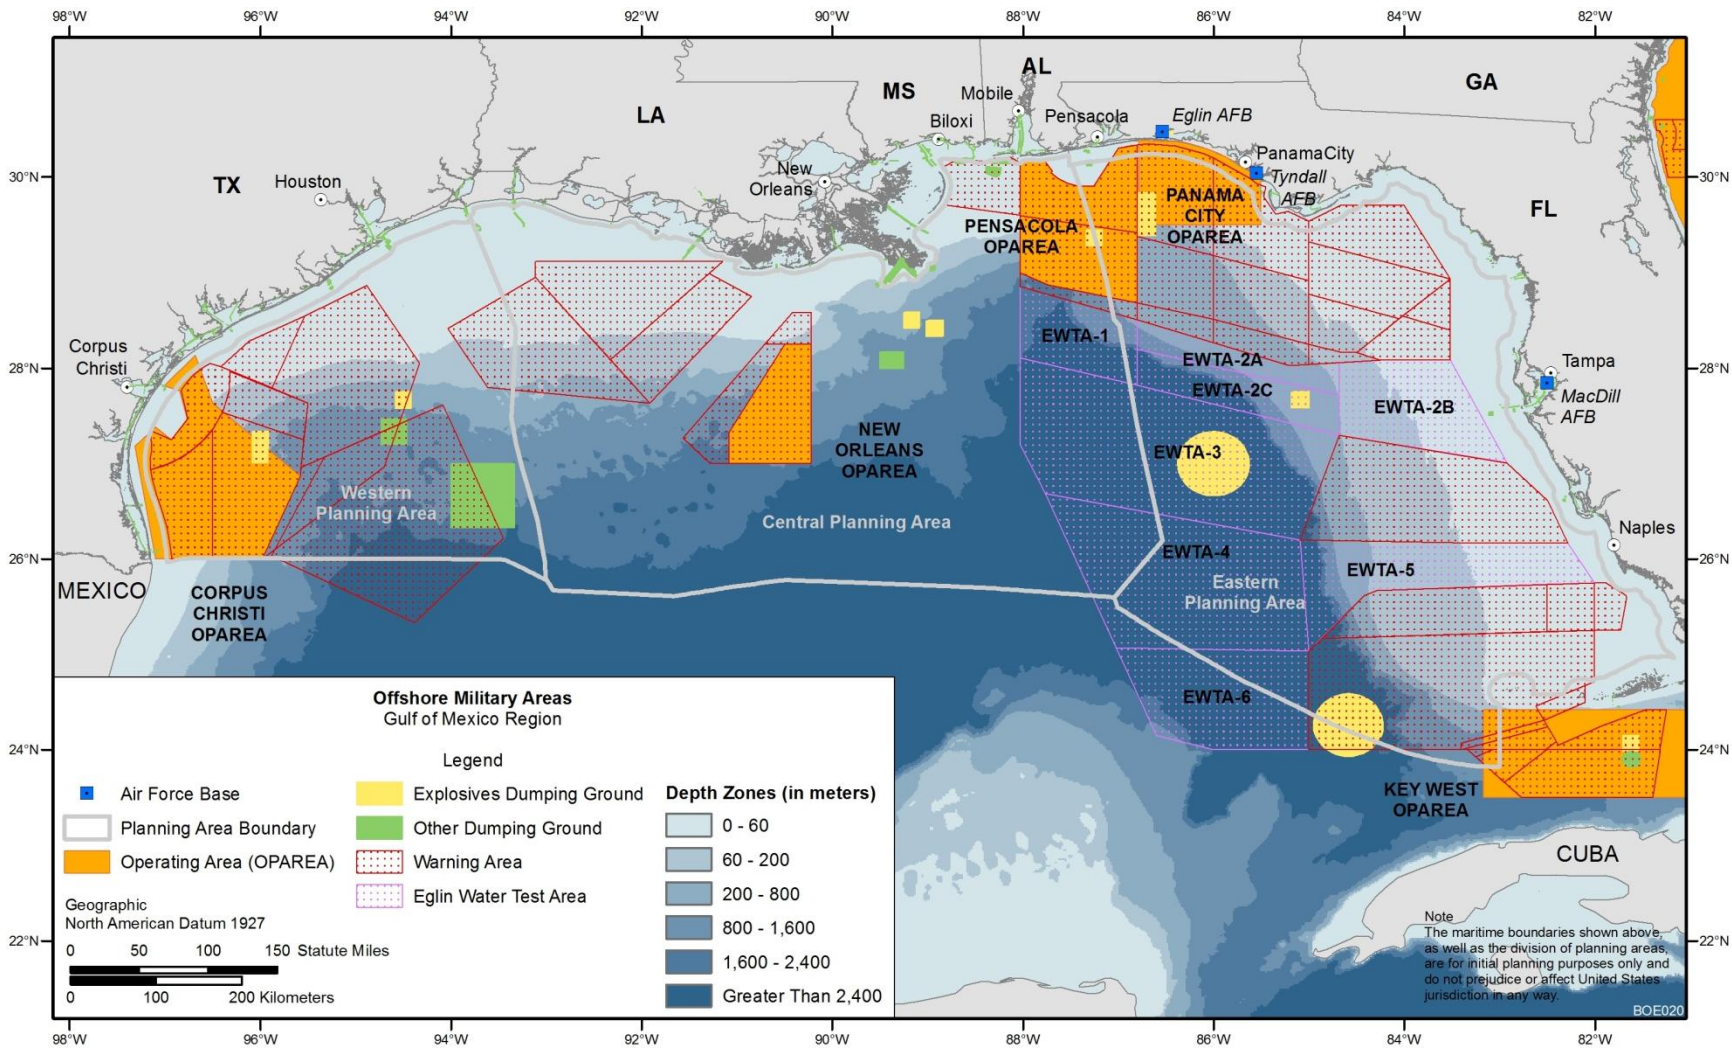 98°W 96°W 94°W 92°W 90°W 88°W 86°W 84°W 82°W
AL
GA
MS
Mobile
LA
Pensacola
Eglin AFB
Biloxi
PanamaCity
30°N
30°N
TX
Houston
New
Orleans
Tyndall
AFB
FL
PENSACOLA
OPAREA
PANAMA
CITY
OPAREA
EWTA-1
EWTA-2A
EWTA-2C
EWTA-2B
28°N
28°N
Corpus
Christi
Tampa
MacDill
AFB
NEW
ORLEANS
OPAREA
EWTA-3
Western
Planning Area
Central Planning Area
Naples
26°N
26°N
EWTA-4
EWTA-5
Eastern
Planning Area
MEXICO
CORPUS
CHRISTI
OPAREA
EWTA-6
24°N
24°N
KEY WEST
OPAREA
CUBA
22°N
22°N
Offshore Military Areas
Gulf of Mexico Region
Legend
Air Force Base
Planning Area Boundary
Operating Area (OPAREA)
Explosives Dumping Ground
Other Dumping Ground
Warning Area
Eglin Water Test Area
Depth Zones (in meters)
0 - 60
60 - 200
200 - 800
800 - 1,600
1,600 - 2,400
Greater Than 2,400
Geographic
North American Datum 1927
0 50 100 150 Statute Miles
0 100 200 Kilometers
Note
The maritime boundaries shown above,
as well as the division of planning areas,
are for initial planning purposes only and
do not prejudice or affect United States
jurisdiction in any way.
BOE020
98°W 96°W 94°W 92°W 90°W 88°W 86°W 84°W 82°W